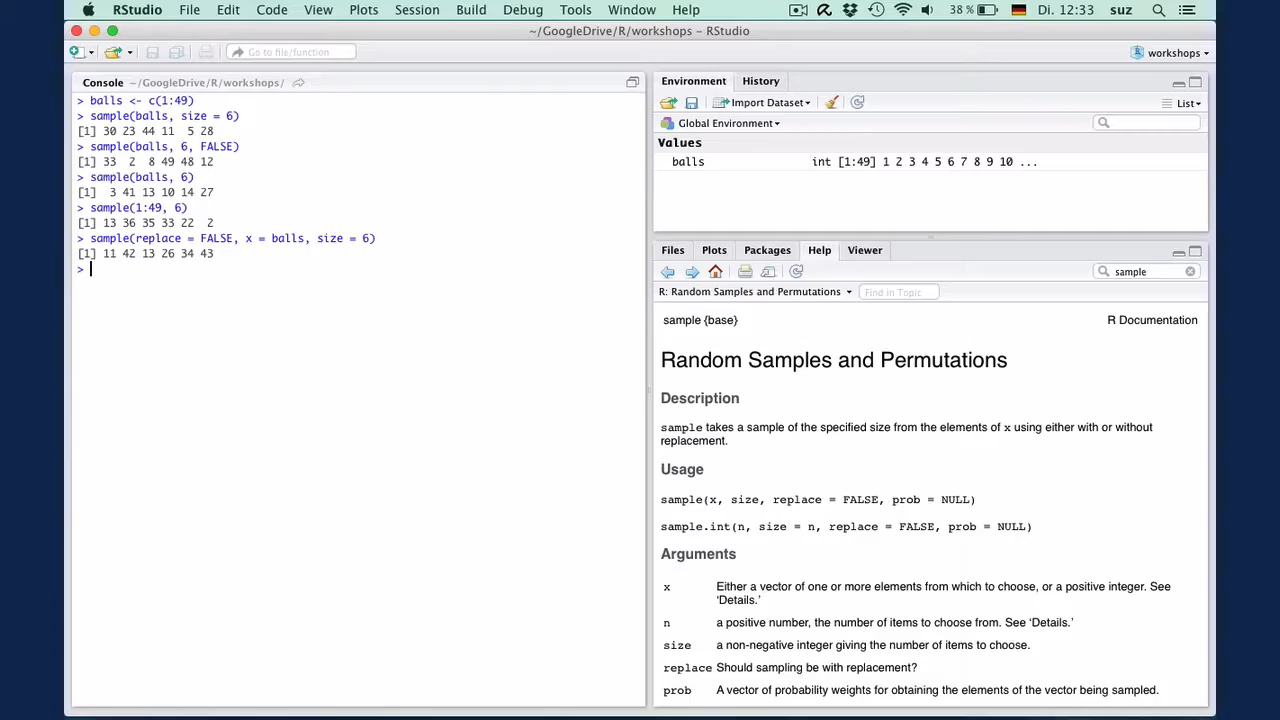 RStudio File Edit Code View Plots Session Build Debug Tools Window Help 38 % Di. 12:33 suz
~/GoogleDrive/R/workshops – RStudio
Go to file/function workshops
Console ~/GoogleDrive/R/workshops/
> balls <- c(1:49)
> sample(balls, size = 6)
[1] 30 23 44 11  5 28
> sample(balls, 6, FALSE)
[1] 33  2  8 49 48 12
> sample(balls, 6)
[1]  3 41 13 10 14 27
> sample(1:49, 6)
[1] 13 36 35 33 22  2
> sample(replace = FALSE, x = balls, size = 6)
[1] 11 42 13 26 34 43
>
Environment History
Import Dataset List
Global Environment
Values
balls int [1:49] 1 2 3 4 5 6 7 8 9 10 ...
Files Plots Packages Help Viewer
sample
R: Random Samples and Permutations Find in Topic
sample {base} R Documentation
Random Samples and Permutations
Description
sample takes a sample of the specified size from the elements of x using either with or without
replacement.
Usage
sample(x, size, replace = FALSE, prob = NULL)
sample.int(n, size = n, replace = FALSE, prob = NULL)
Arguments
x Either a vector of one or more elements from which to choose, or a positive integer. See
‘Details.’
n a positive number, the number of items to choose from. See ‘Details.’
size a non-negative integer giving the number of items to choose.
replace Should sampling be with replacement?
prob A vector of probability weights for obtaining the elements of the vector being sampled.